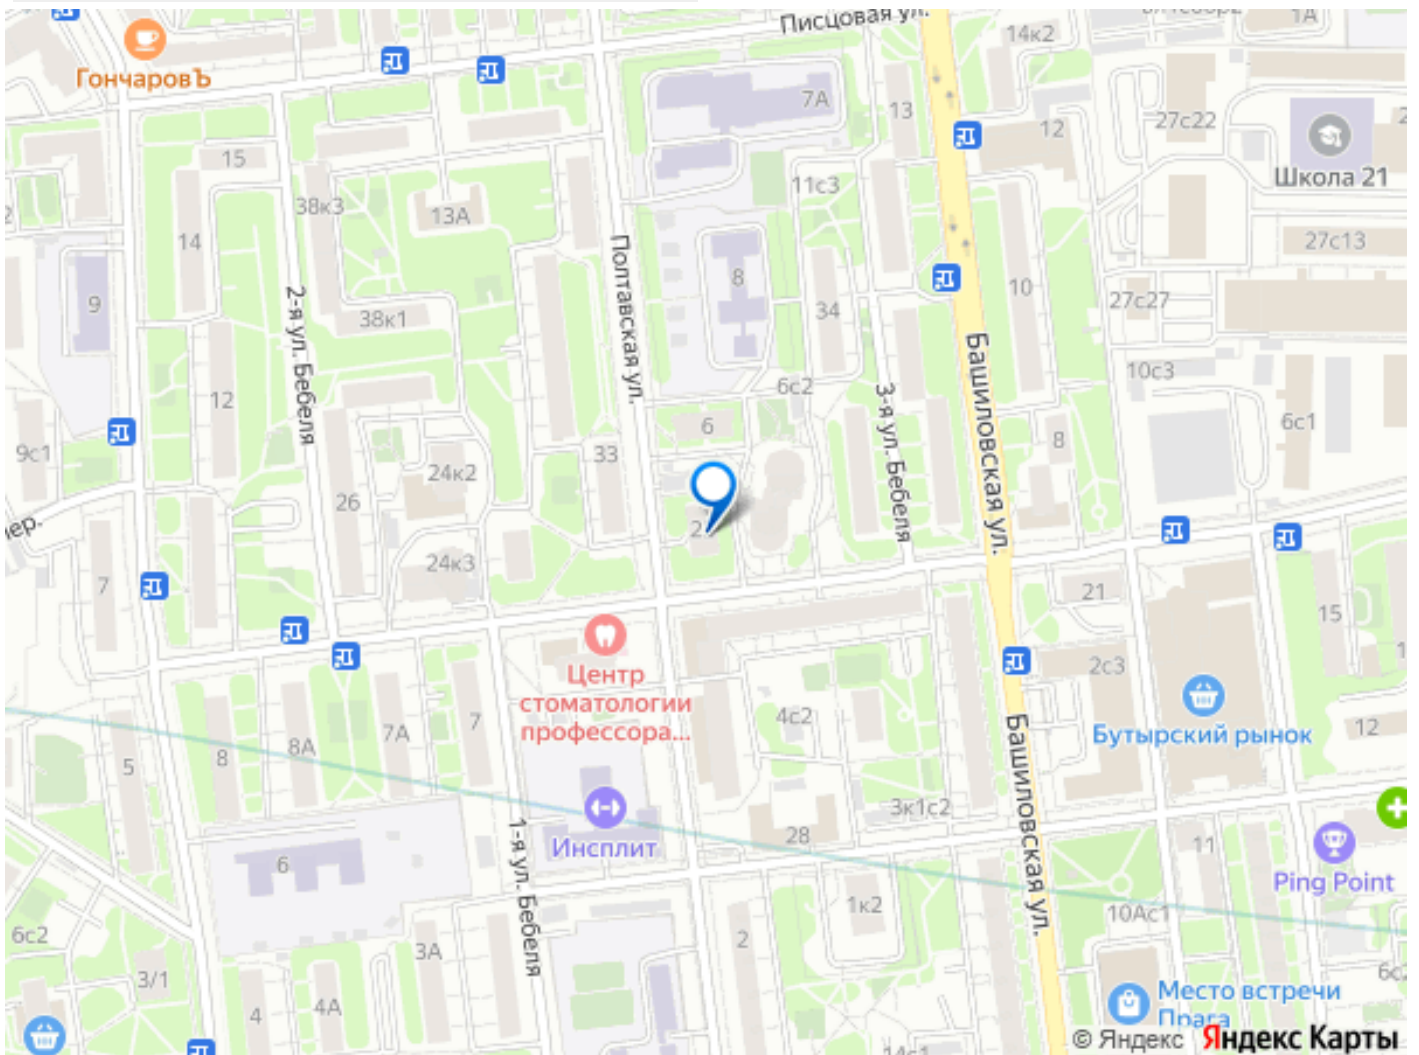 Писцовая ул.
1А
14к2
ГончаровЪ
7А
13
12
27с22
Школа 21
15
38к3
13А
11с3
14
27с13
2-я ул. Бебеля
Полтавская ул.
9
8
34
10
27с27
38к1
Башиловская ул.
10с3
12
6с2
3-я ул. Бебеля
6
8
6с1
9с1
24к2
33
26
пер.
7
24к3
21
15
Центр
стоматологии
профессора...
2с3
4с2
Бутырский рынок
12
5
8
8А
7А
7
Башиловская ул.
3к1с2
28
Инсплит
1-я ул. Бебеля
11
6
Ping Point
1к2
10Ас1
6с2
3А
2
3/1
4
4А
Место встречи
Прага
14с1
© Яндекс Яндекс Карты